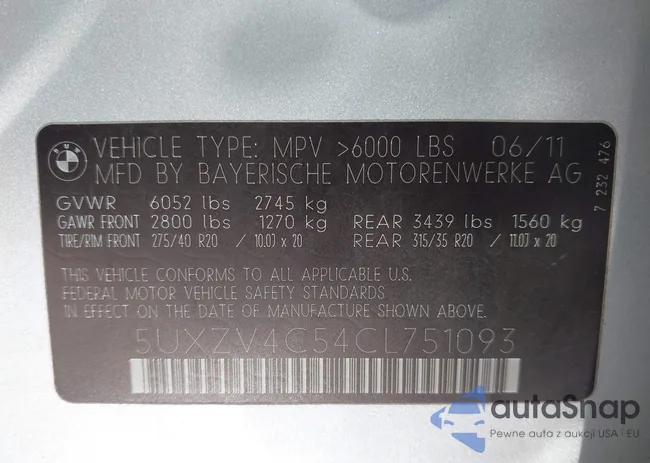 BMW
VEHICLE TYPE: MPV >6000 LBS 06/11
MFD BY BAYERISCHE MOTORENWERKE AG
GVWR 6052 lbs 2745 kg
GAWR FRONT 2800 lbs 1270 kg REAR 3439 lbs 1560 kg
TIRE/RIM FRONT 275/40 R20 / 10.0J x 20 REAR 315/35 R20 / 11.0J x 20
THIS VEHICLE CONFORMS TO ALL APPLICABLE U.S.
FEDERAL MOTOR VEHICLE SAFETY STANDARDS
IN EFFECT ON THE DATE OF MANUFACTURE SHOWN ABOVE.
5UXZV4C54CL751093
7 232 476
autaSnap
Pewne auta z aukcji USA i EU